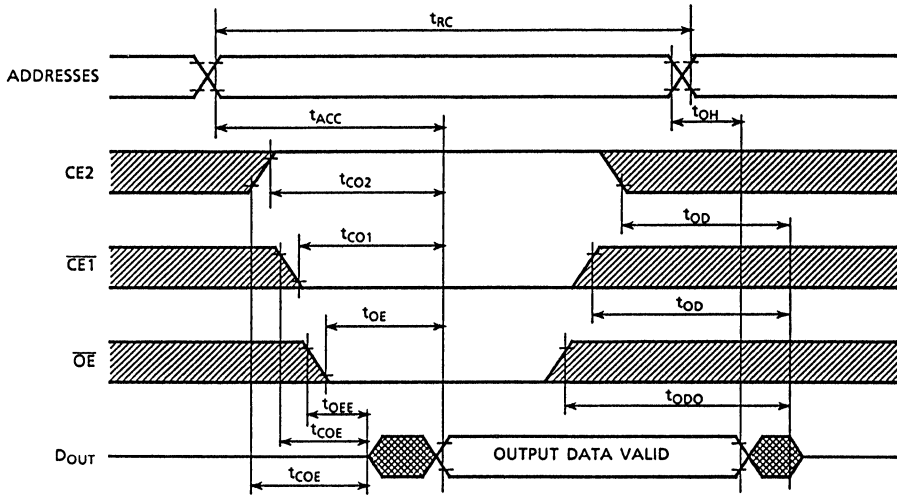 tRC
ADDRESSES
tACC
tOH
CE2
tCO2
tOD
CE1
tCO1
tOD
tOE
OE
tOEE
tODO
tCOE
DOUT
OUTPUT DATA VALID
tCOE